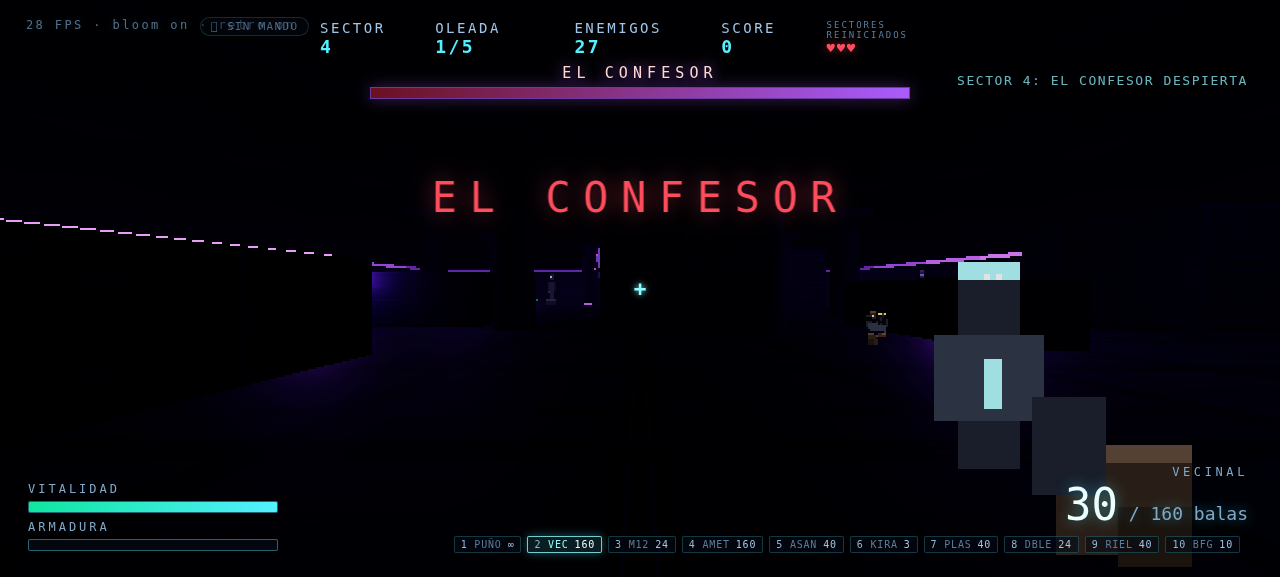 28 FPS · bloom on
SIN MANDO
SECTOR
4
OLEADA
1/5
ENEMIGOS
27
SCORE
0
SECTORES
REINICIADOS
♥♥♥
EL CONFESOR
SECTOR 4: EL CONFESOR DESPIERTA
EL CONFESOR
+
VITALIDAD
ARMADURA
VECINAL
30 / 160 balas
1 PUÑO ∞
2 VEC 160
3 M12 24
4 AMET 160
5 ASAN 40
6 KIRA 3
7 PLAS 40
8 DBLE 24
9 RIEL 40
10 BFG 10